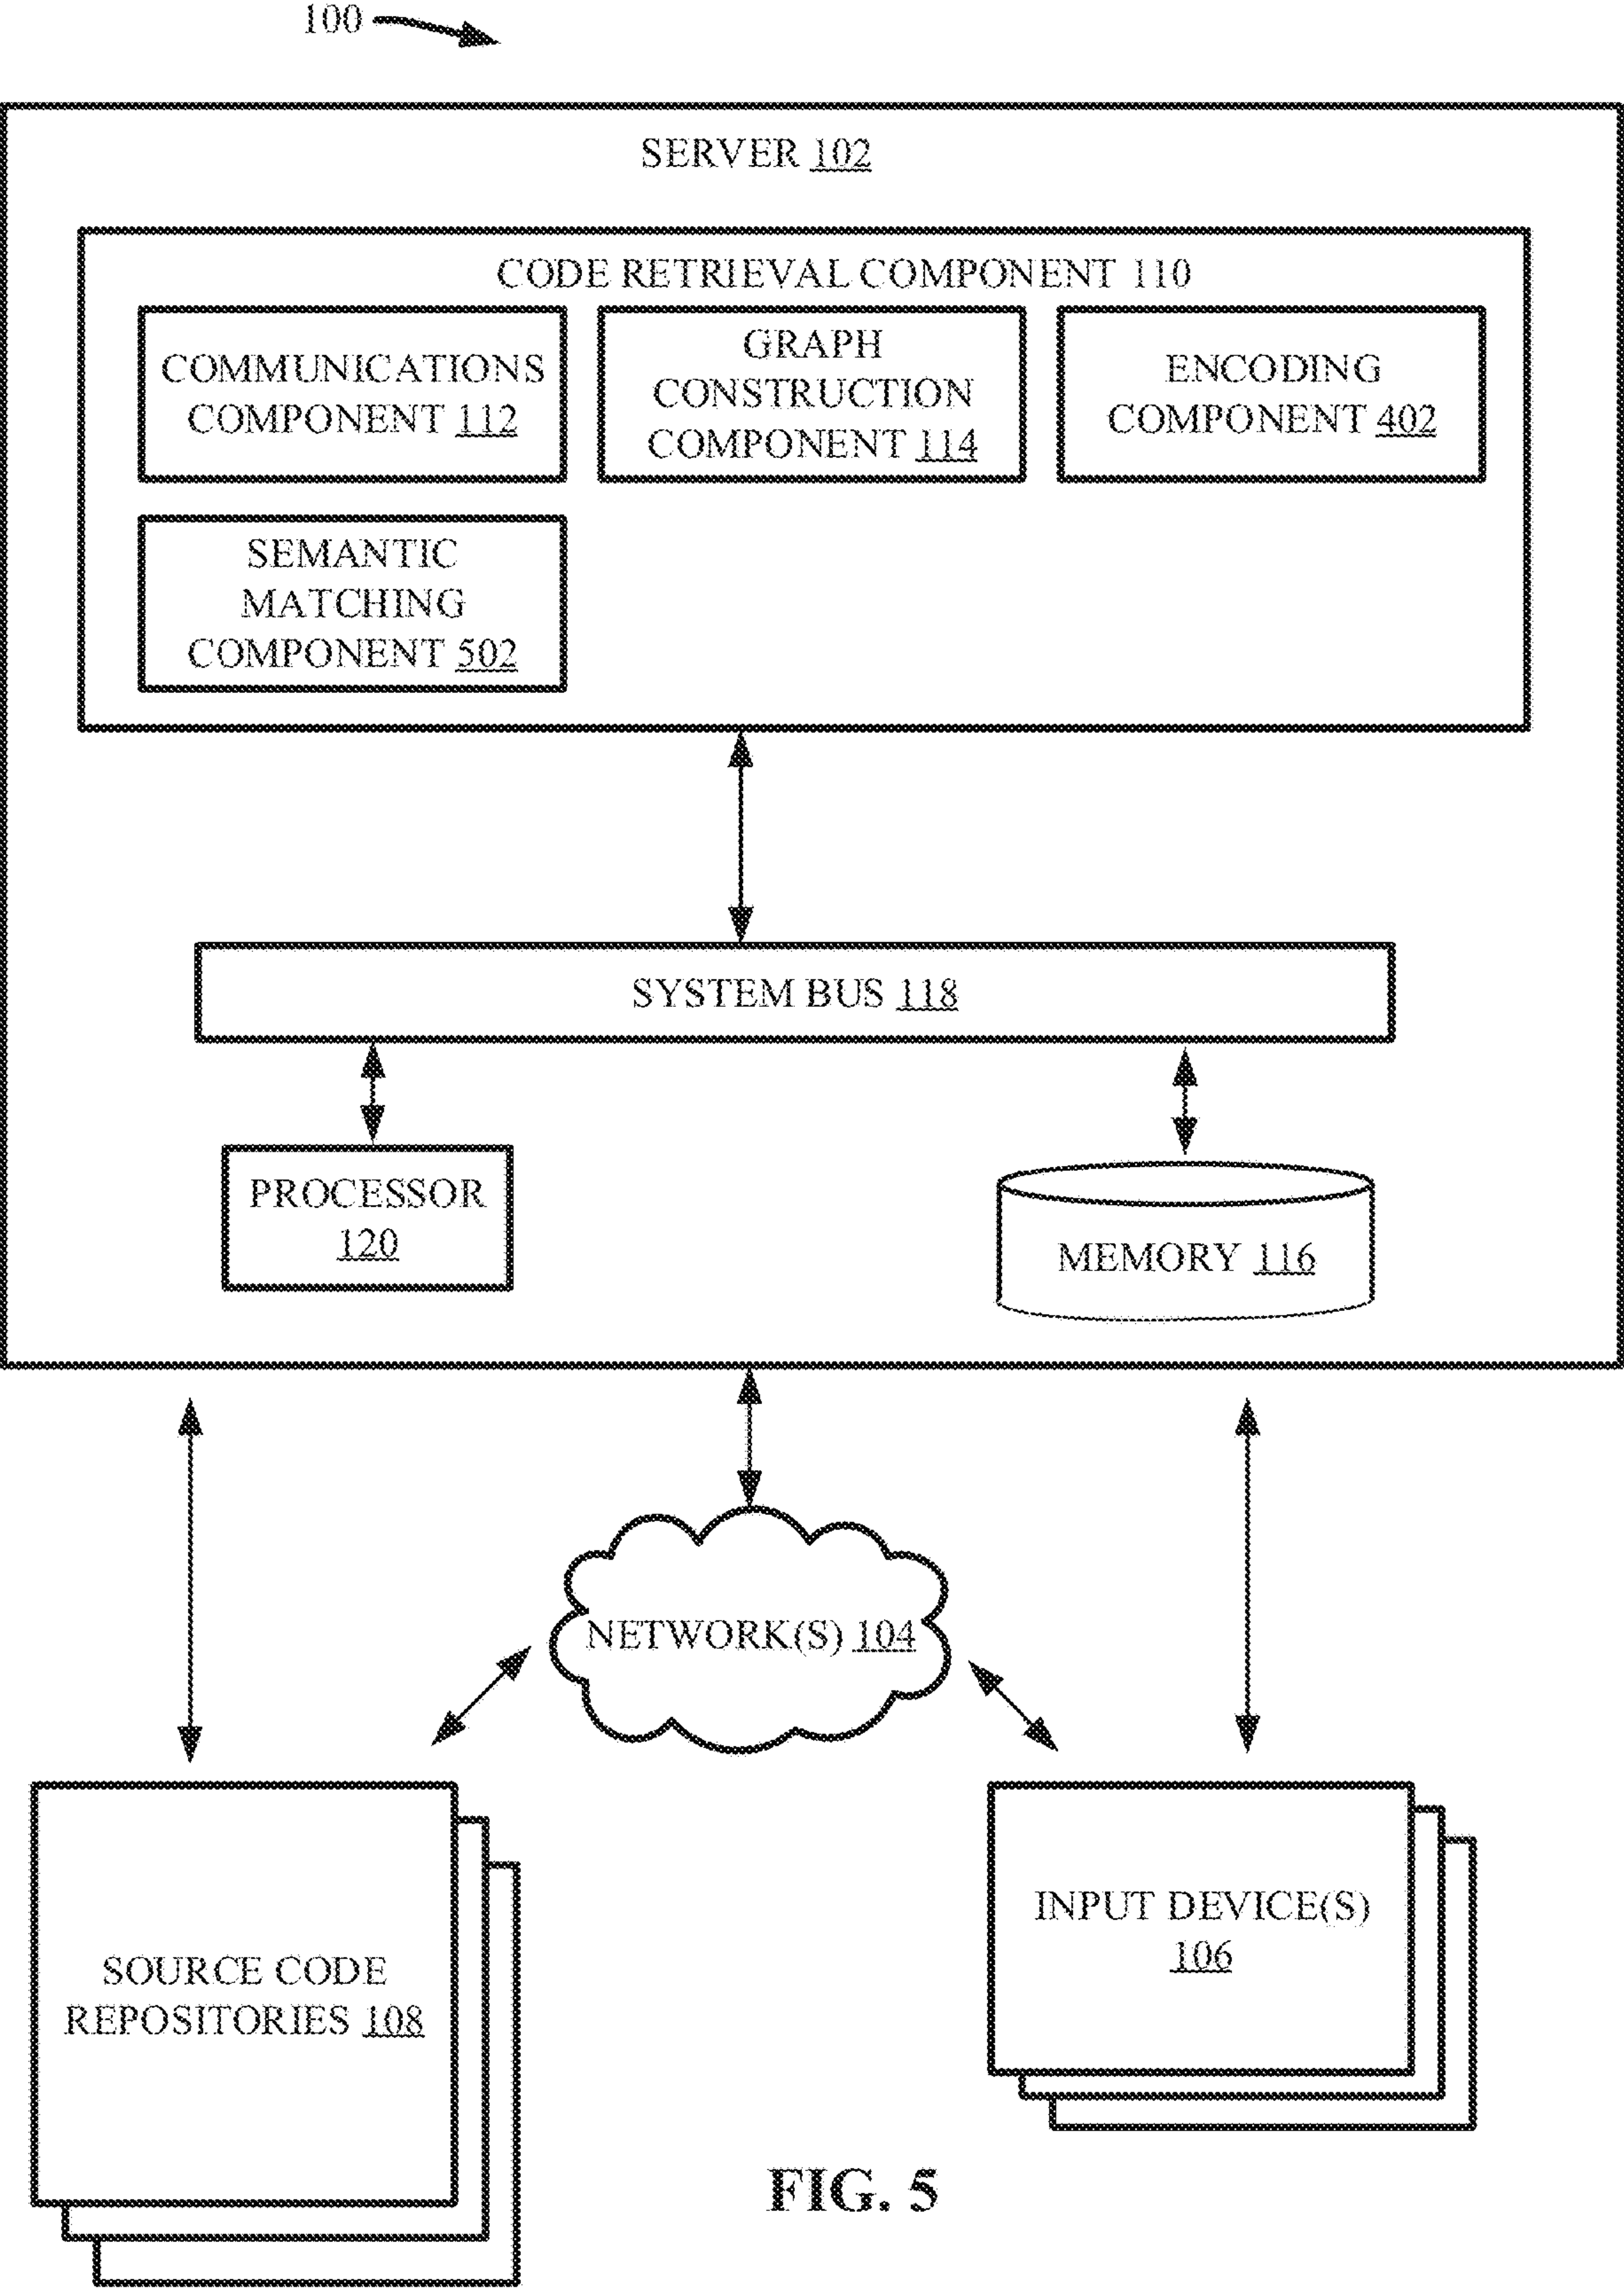 100
SERVER 102
CODE RETRIEVAL COMPONENT 110
COMMUNICATIONS
COMPONENT 112
GRAPH
CONSTRUCTION
COMPONENT 114
ENCODING
COMPONENT 402
SEMANTIC
MATCHING
COMPONENT 502
SYSTEM BUS 118
PROCESSOR
120
MEMORY 116
NETWORK(S) 104
SOURCE CODE
REPOSITORIES 108
INPUT DEVICE(S)
106
FIG. 5